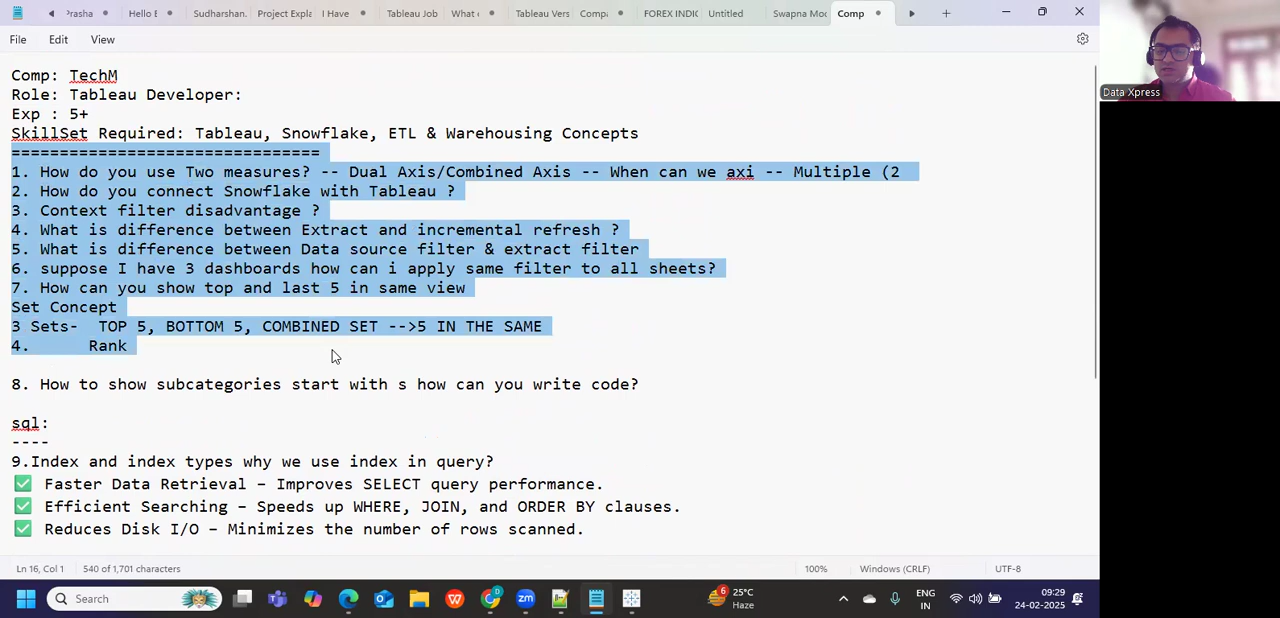 Prasha
Hello E
Sudharshan.
Project Expla
I Have
Tableau Job
What
Tableau Vers
Compa
FOREX INDIC
Untitled
Swapna Moc
Comp
File
Edit
View
Comp: TechM
Role: Tableau Developer:
Exp : 5+
SkillSet Required: Tableau, Snowflake, ETL & Warehousing Concepts
================================
1. How do you use Two measures? -- Dual Axis/Combined Axis -- When can we axi -- Multiple (2
2. How do you connect Snowflake with Tableau ?
3. Context filter disadvantage ?
4. What is difference between Extract and incremental refresh ?
5. What is difference between Data source filter & extract filter
6. suppose I have 3 dashboards how can i apply same filter to all sheets?
7. How can you show top and last 5 in same view
Set Concept
3 Sets- TOP 5, BOTTOM 5, COMBINED SET -->5 IN THE SAME
4. Rank
8. How to show subcategories start with s how can you write code?
sql:
----
9.Index and index types why we use index in query?
✅ Faster Data Retrieval – Improves SELECT query performance.
✅ Efficient Searching – Speeds up WHERE, JOIN, and ORDER BY clauses.
✅ Reduces Disk I/O – Minimizes the number of rows scanned.
Ln 16, Col 1
540 of 1,701 characters
100%
Windows (CRLF)
UTF-8
Data Xpress
Search
6
25°C
Haze
ENG
IN
09:29
24-02-2025